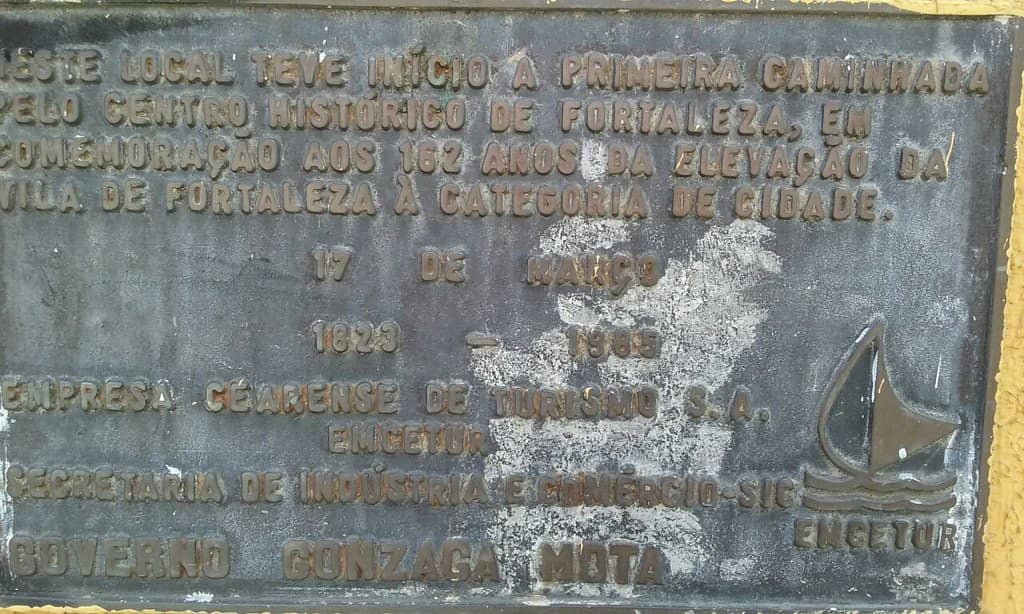 NESTE LOCAL TEVE INÍCIO A PRIMEIRA CAMINHADA
PELO CENTRO HISTÓRICO DE FORTALEZA, EM
COMEMORAÇÃO AOS 162 ANOS DA ELEVAÇÃO DA
VILA DE FORTALEZA À CATEGORIA DE CIDADE.
17 DE MARÇO
1823 - 1985
EMPRESA CEARENSE DE TURISMO S.A.
EMCETUR
SECRETARIA DE INDÚSTRIA E COMÉRCIO-SIC
EMCETUR
GOVERNO GONZAGA MOTA